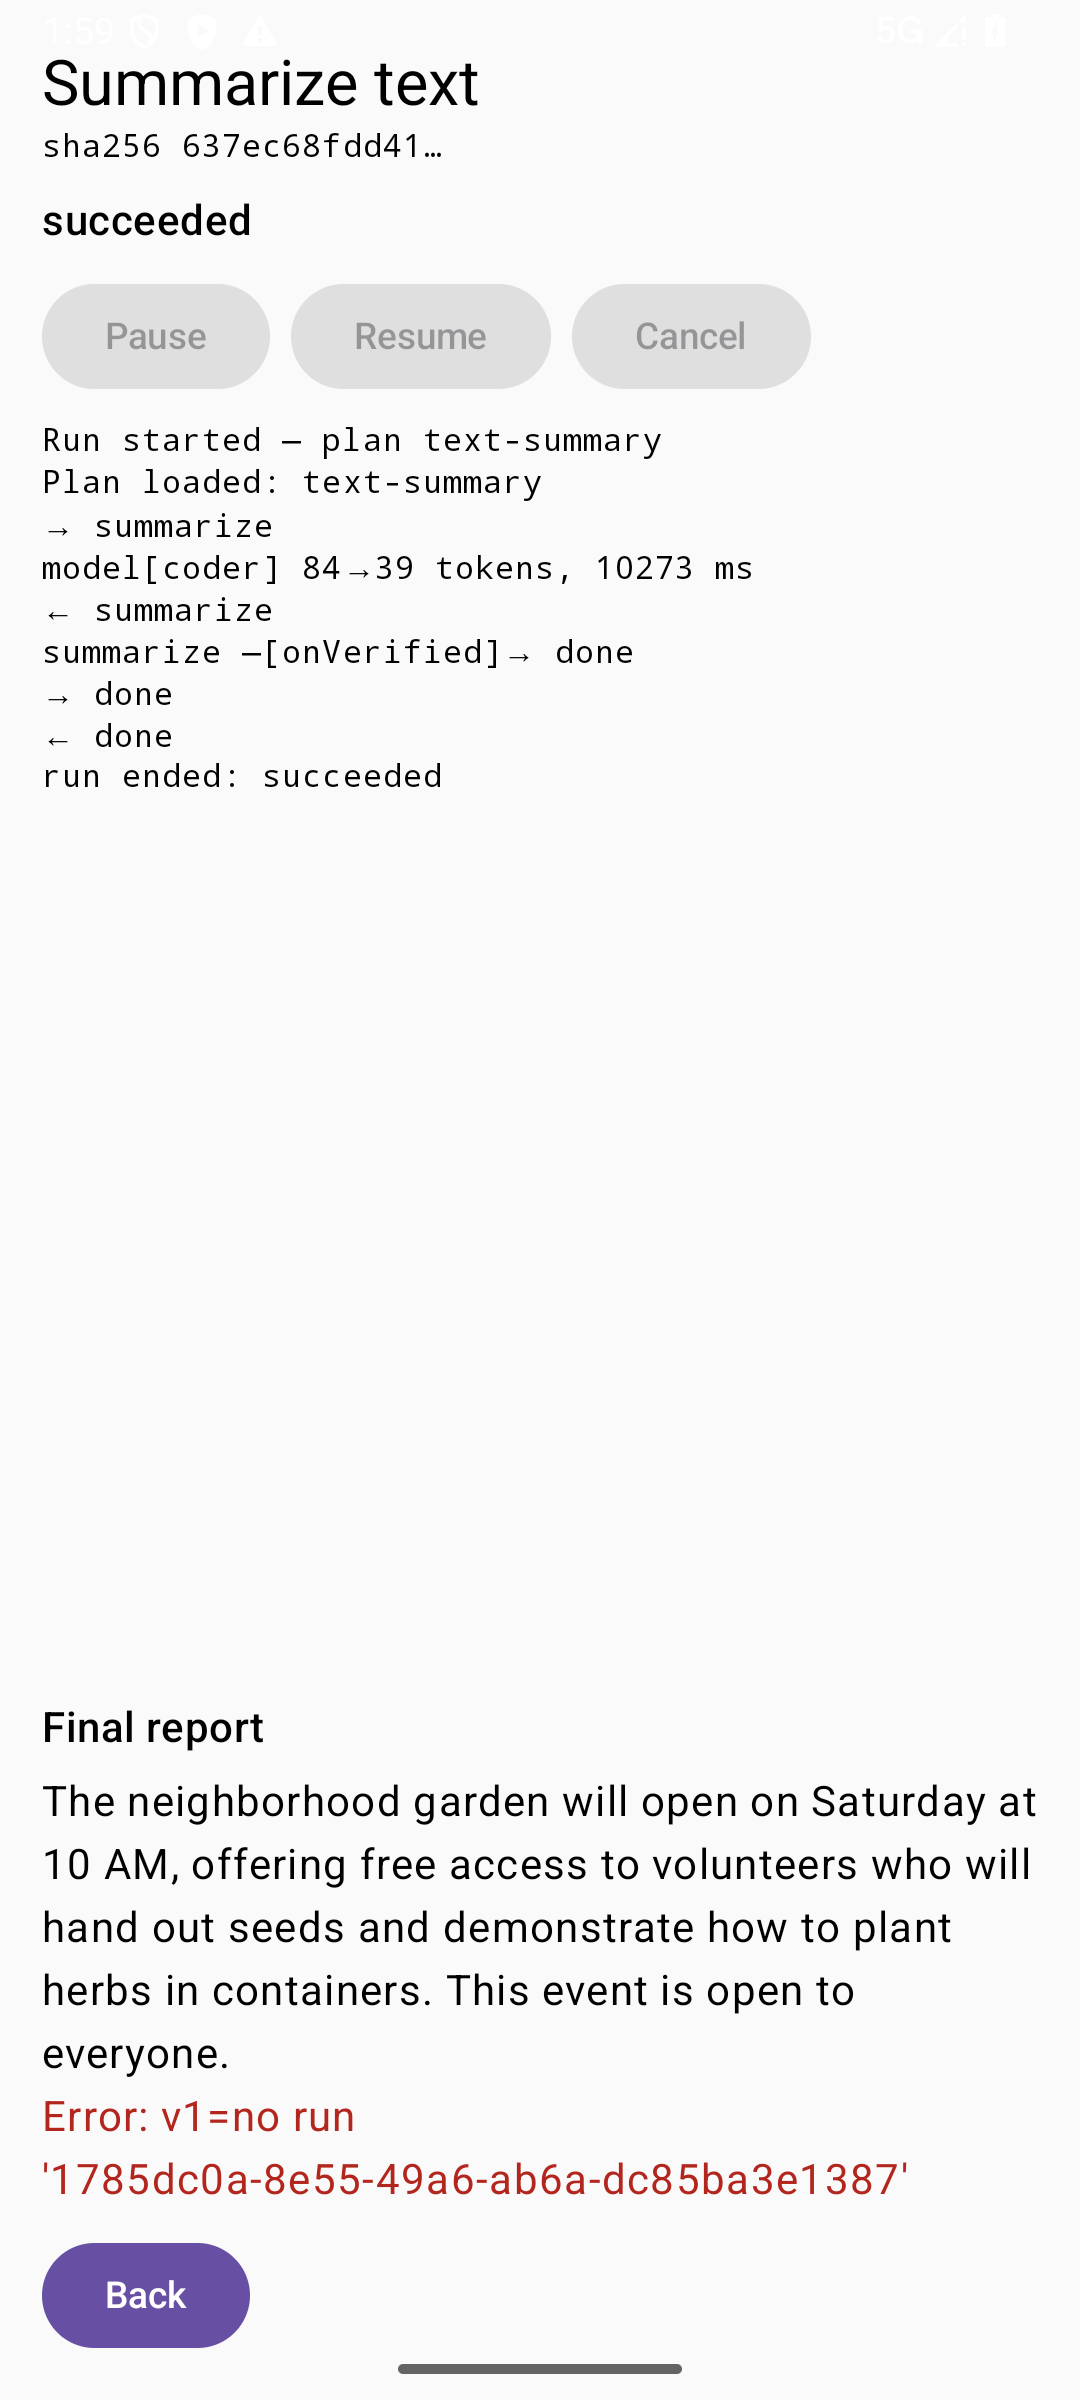 1:59 5G
Summarize text
sha256 637ec68fdd41…
succeeded
Pause Resume Cancel
Run started — plan text-summary
Plan loaded: text-summary
→ summarize
model[coder] 84→39 tokens, 10273 ms
← summarize
summarize —[onVerified]→ done
→ done
← done
run ended: succeeded
Final report
The neighborhood garden will open on Saturday at
10 AM, offering free access to volunteers who will
hand out seeds and demonstrate how to plant
herbs in containers. This event is open to
everyone.
Error: v1=no run
'1785dc0a-8e55-49a6-ab6a-dc85ba3e1387'
Back